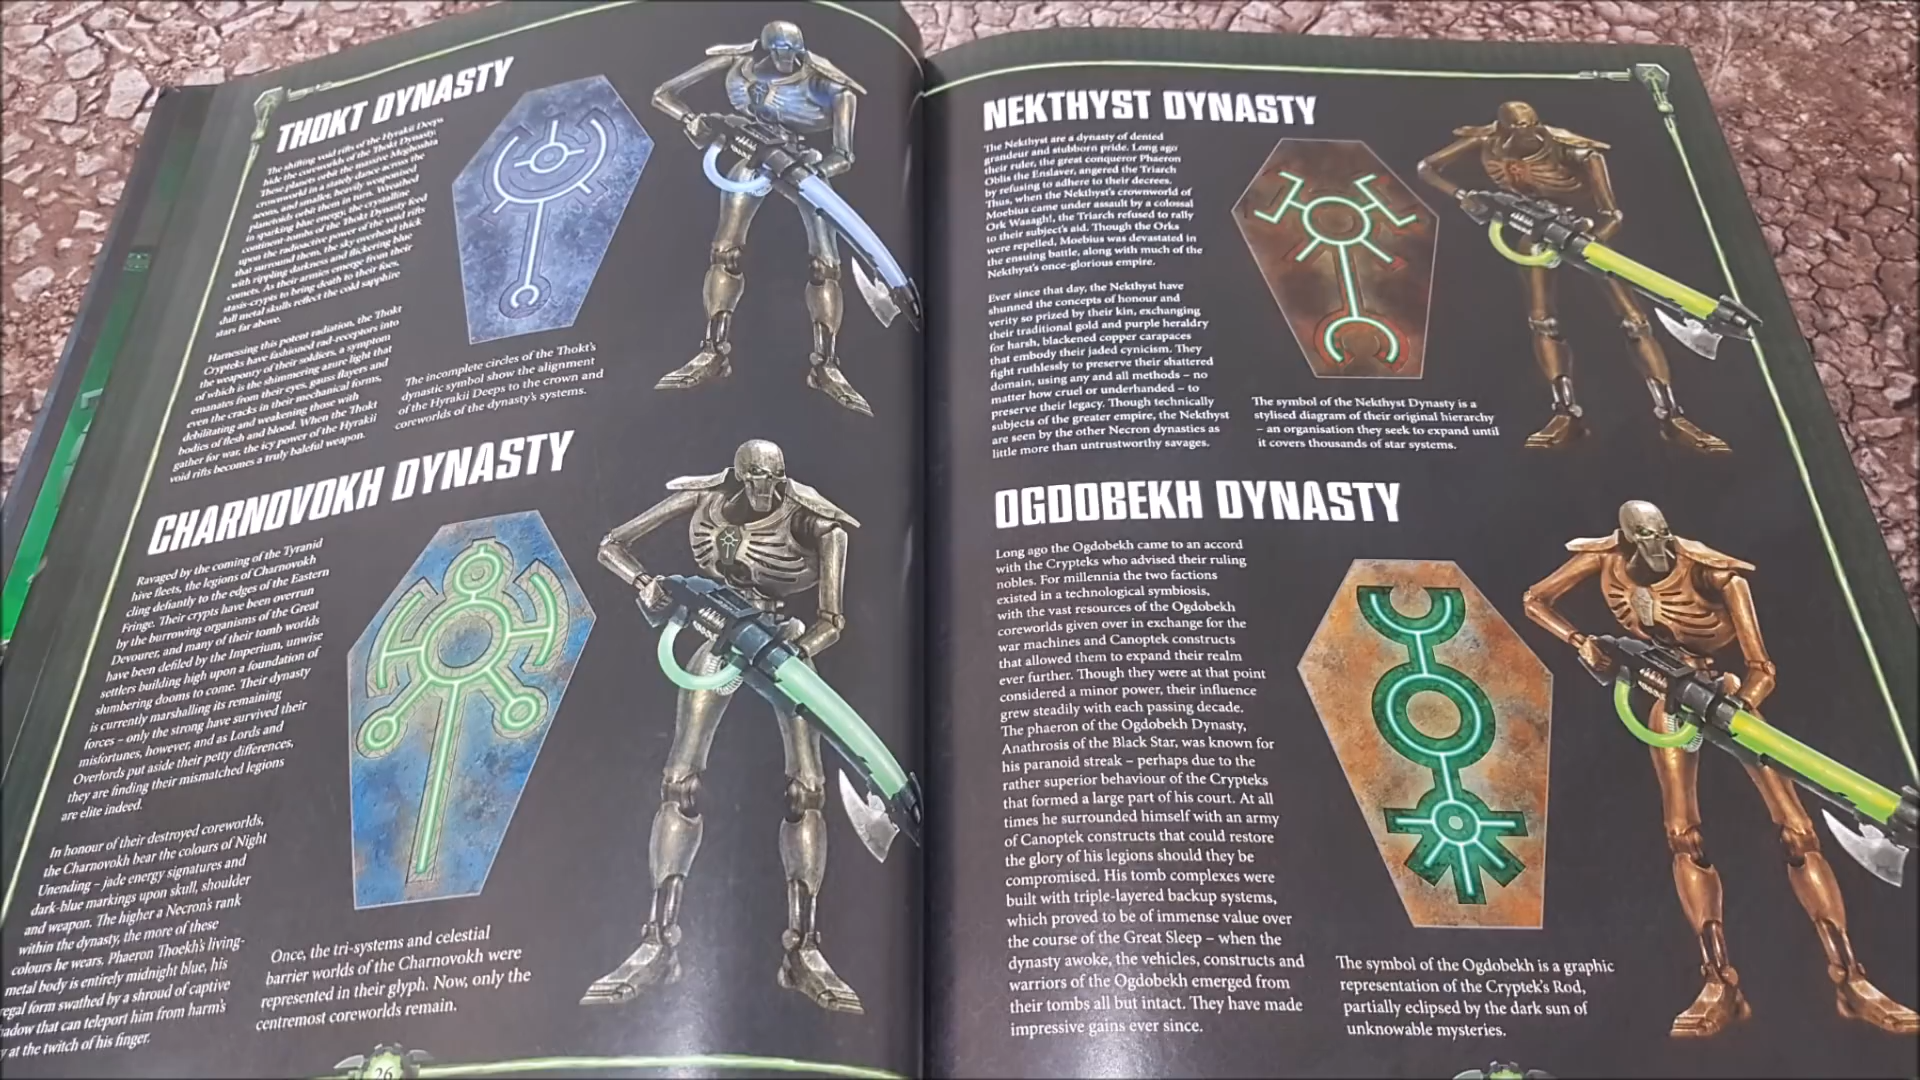 THOKT DYNASTY
The shifting void rifts of the Hyrakii Deeps
hide the coreworlds of the Thokt Dynasty.
These planets orbit the massive Meghoshta
crownworld in a stately dance across the
aeons, and smaller, heavily weaponised
planetoids orbit them in turn. Wreathed
in sparking blue energy, the crystalline
continent-tombs of the Thokt Dynasty feed
upon the radioactive power of the void rifts
that surround them, the sky overhead thick
with rippling darkness and flickering blue
comets. As their armies emerge from their
stasis-crypts to bring death to their foes,
dull metal skulls reflect the cold sapphire
stars far above.
Harnessing this potent radiation, the Thokt
Crypteks have fashioned rad-receptors into
the weaponry of their soldiers, a symptom
of which is the shimmering azure light that
emanates from their eyes, gauss flayers and
even the cracks in their mechanical forms,
debilitating and weakening those with
bodies of flesh and blood. When the Thokt
gather for war, the icy power of the Hyrakii
void rifts becomes a truly baleful weapon.
The incomplete circles of the Thokt's
dynastic symbol show the alignment
of the Hyrakii Deeps to the crown and
coreworlds of the dynasty's systems.
CHARNOVOKH DYNASTY
Ravaged by the coming of the Tyranid
hive fleets, the legions of Charnovokh
cling defiantly to the edges of the Eastern
Fringe. Their crypts have been overrun
by the burrowing organisms of the Great
Devourer, and many of their tomb worlds
have been defiled by the Imperium, unwise
settlers building high upon a foundation of
slumbering dooms to come. Their dynasty
is currently marshalling its remaining
forces – only the strong have survived their
misfortunes, however, and as Lords and
Overlords put aside their petty differences,
they are finding their mismatched legions
are elite indeed.
In honour of their destroyed coreworlds,
the Charnovokh bear the colours of Night
Unending – jade energy signatures and
dark-blue markings upon skull, shoulder
and weapon. The higher a Necron's rank
within the dynasty, the more of these
colours he wears. Phaeron Thoekh's living-
metal body is entirely midnight blue, his
regal form swathed by a shroud of captive
shadow that can teleport him from harm's
at the twitch of his finger.
Once, the tri-systems and celestial
barrier worlds of the Charnovokh were
represented in their glyph. Now, only the
centremost coreworlds remain.
26
NEKTHYST DYNASTY
The Nekthyst are a dynasty of dented
grandeur and stubborn pride. Long ago
their ruler, the great conqueror Phaeron
Oblis the Enslaver, angered the Triarch
by refusing to adhere to their decrees.
Thus, when the Nekthyst's crownworld of
Moebius came under assault by a colossal
Ork Waaagh!, the Triarch refused to rally
to their subject's aid. Though the Orks
were repelled, Moebius was devastated in
the ensuing battle, along with much of the
Nekthyst's once-glorious empire.
Ever since that day, the Nekthyst have
shunned the concepts of honour and
verity so prized by their kin, exchanging
their traditional gold and purple heraldry
for harsh, blackened copper carapaces
that embody their jaded cynicism. They
fight ruthlessly to preserve their shattered
domain, using any and all methods – no
matter how cruel or underhanded – to
preserve their legacy. Though technically
subjects of the greater empire, the Nekthyst
are seen by the other Necron dynasties as
little more than untrustworthy savages.
The symbol of the Nekthyst Dynasty is a
stylised diagram of their original hierarchy
– an organisation they seek to expand until
it covers thousands of star systems.
OGDOBEKH DYNASTY
Long ago the Ogdobekh came to an accord
with the Crypteks who advised their ruling
nobles. For millennia the two factions
existed in a technological symbiosis,
with the vast resources of the Ogdobekh
coreworlds given over in exchange for the
war machines and Canoptek constructs
that allowed them to expand their realm
ever further. Though they were at that point
considered a minor power, their influence
grew steadily with each passing decade.
The phaeron of the Ogdobekh Dynasty,
Anathrosis of the Black Star, was known for
his paranoid streak – perhaps due to the
rather superior behaviour of the Crypteks
that formed a large part of his court. At all
times he surrounded himself with an army
of Canoptek constructs that could restore
the glory of his legions should they be
compromised. His tomb complexes were
built with triple-layered backup systems,
which proved to be of immense value over
the course of the Great Sleep – when the
dynasty awoke, the vehicles, constructs and
warriors of the Ogdobekh emerged from
their tombs all but intact. They have made
impressive gains ever since.
The symbol of the Ogdobekh is a graphic
representation of the Cryptek's Rod,
partially eclipsed by the dark sun of
unknowable mysteries.